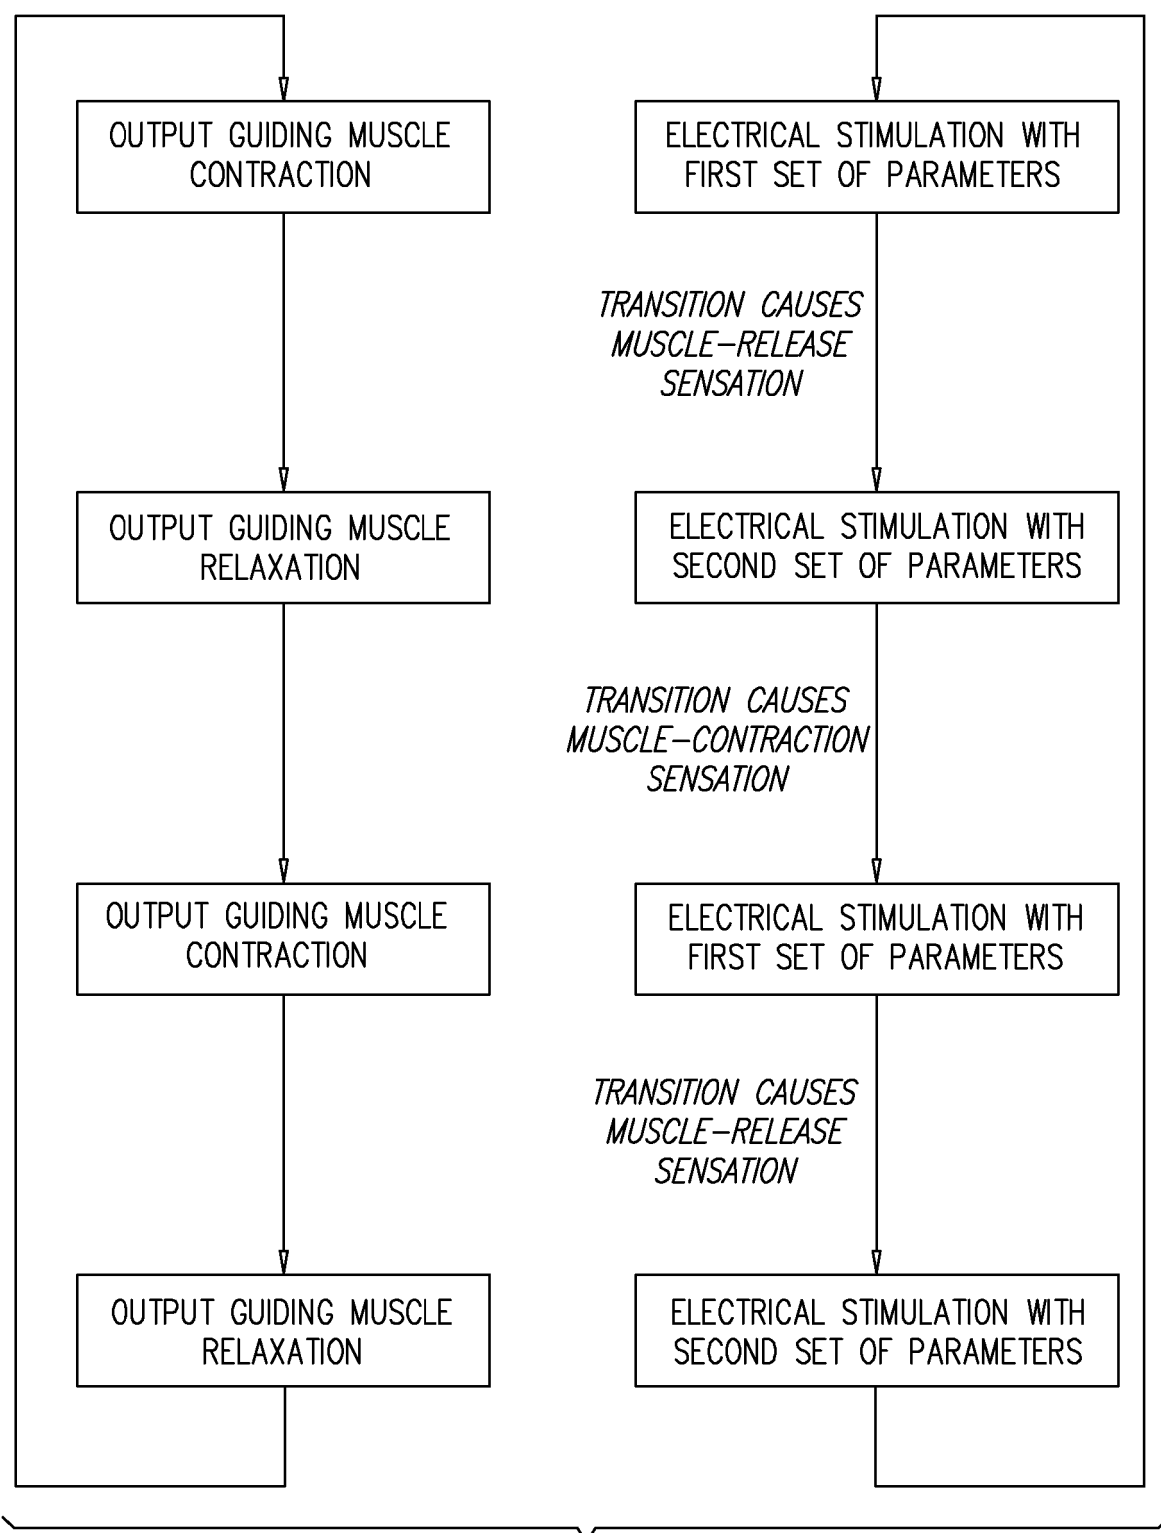 OUTPUT GUIDING MUSCLE
CONTRACTION
ELECTRICAL STIMULATION WITH
FIRST SET OF PARAMETERS
TRANSITION CAUSES
MUSCLE-RELEASE
SENSATION
OUTPUT GUIDING MUSCLE
RELAXATION
ELECTRICAL STIMULATION WITH
SECOND SET OF PARAMETERS
TRANSITION CAUSES
MUSCLE-CONTRACTION
SENSATION
OUTPUT GUIDING MUSCLE
CONTRACTION
ELECTRICAL STIMULATION WITH
FIRST SET OF PARAMETERS
TRANSITION CAUSES
MUSCLE-RELEASE
SENSATION
OUTPUT GUIDING MUSCLE
RELAXATION
ELECTRICAL STIMULATION WITH
SECOND SET OF PARAMETERS